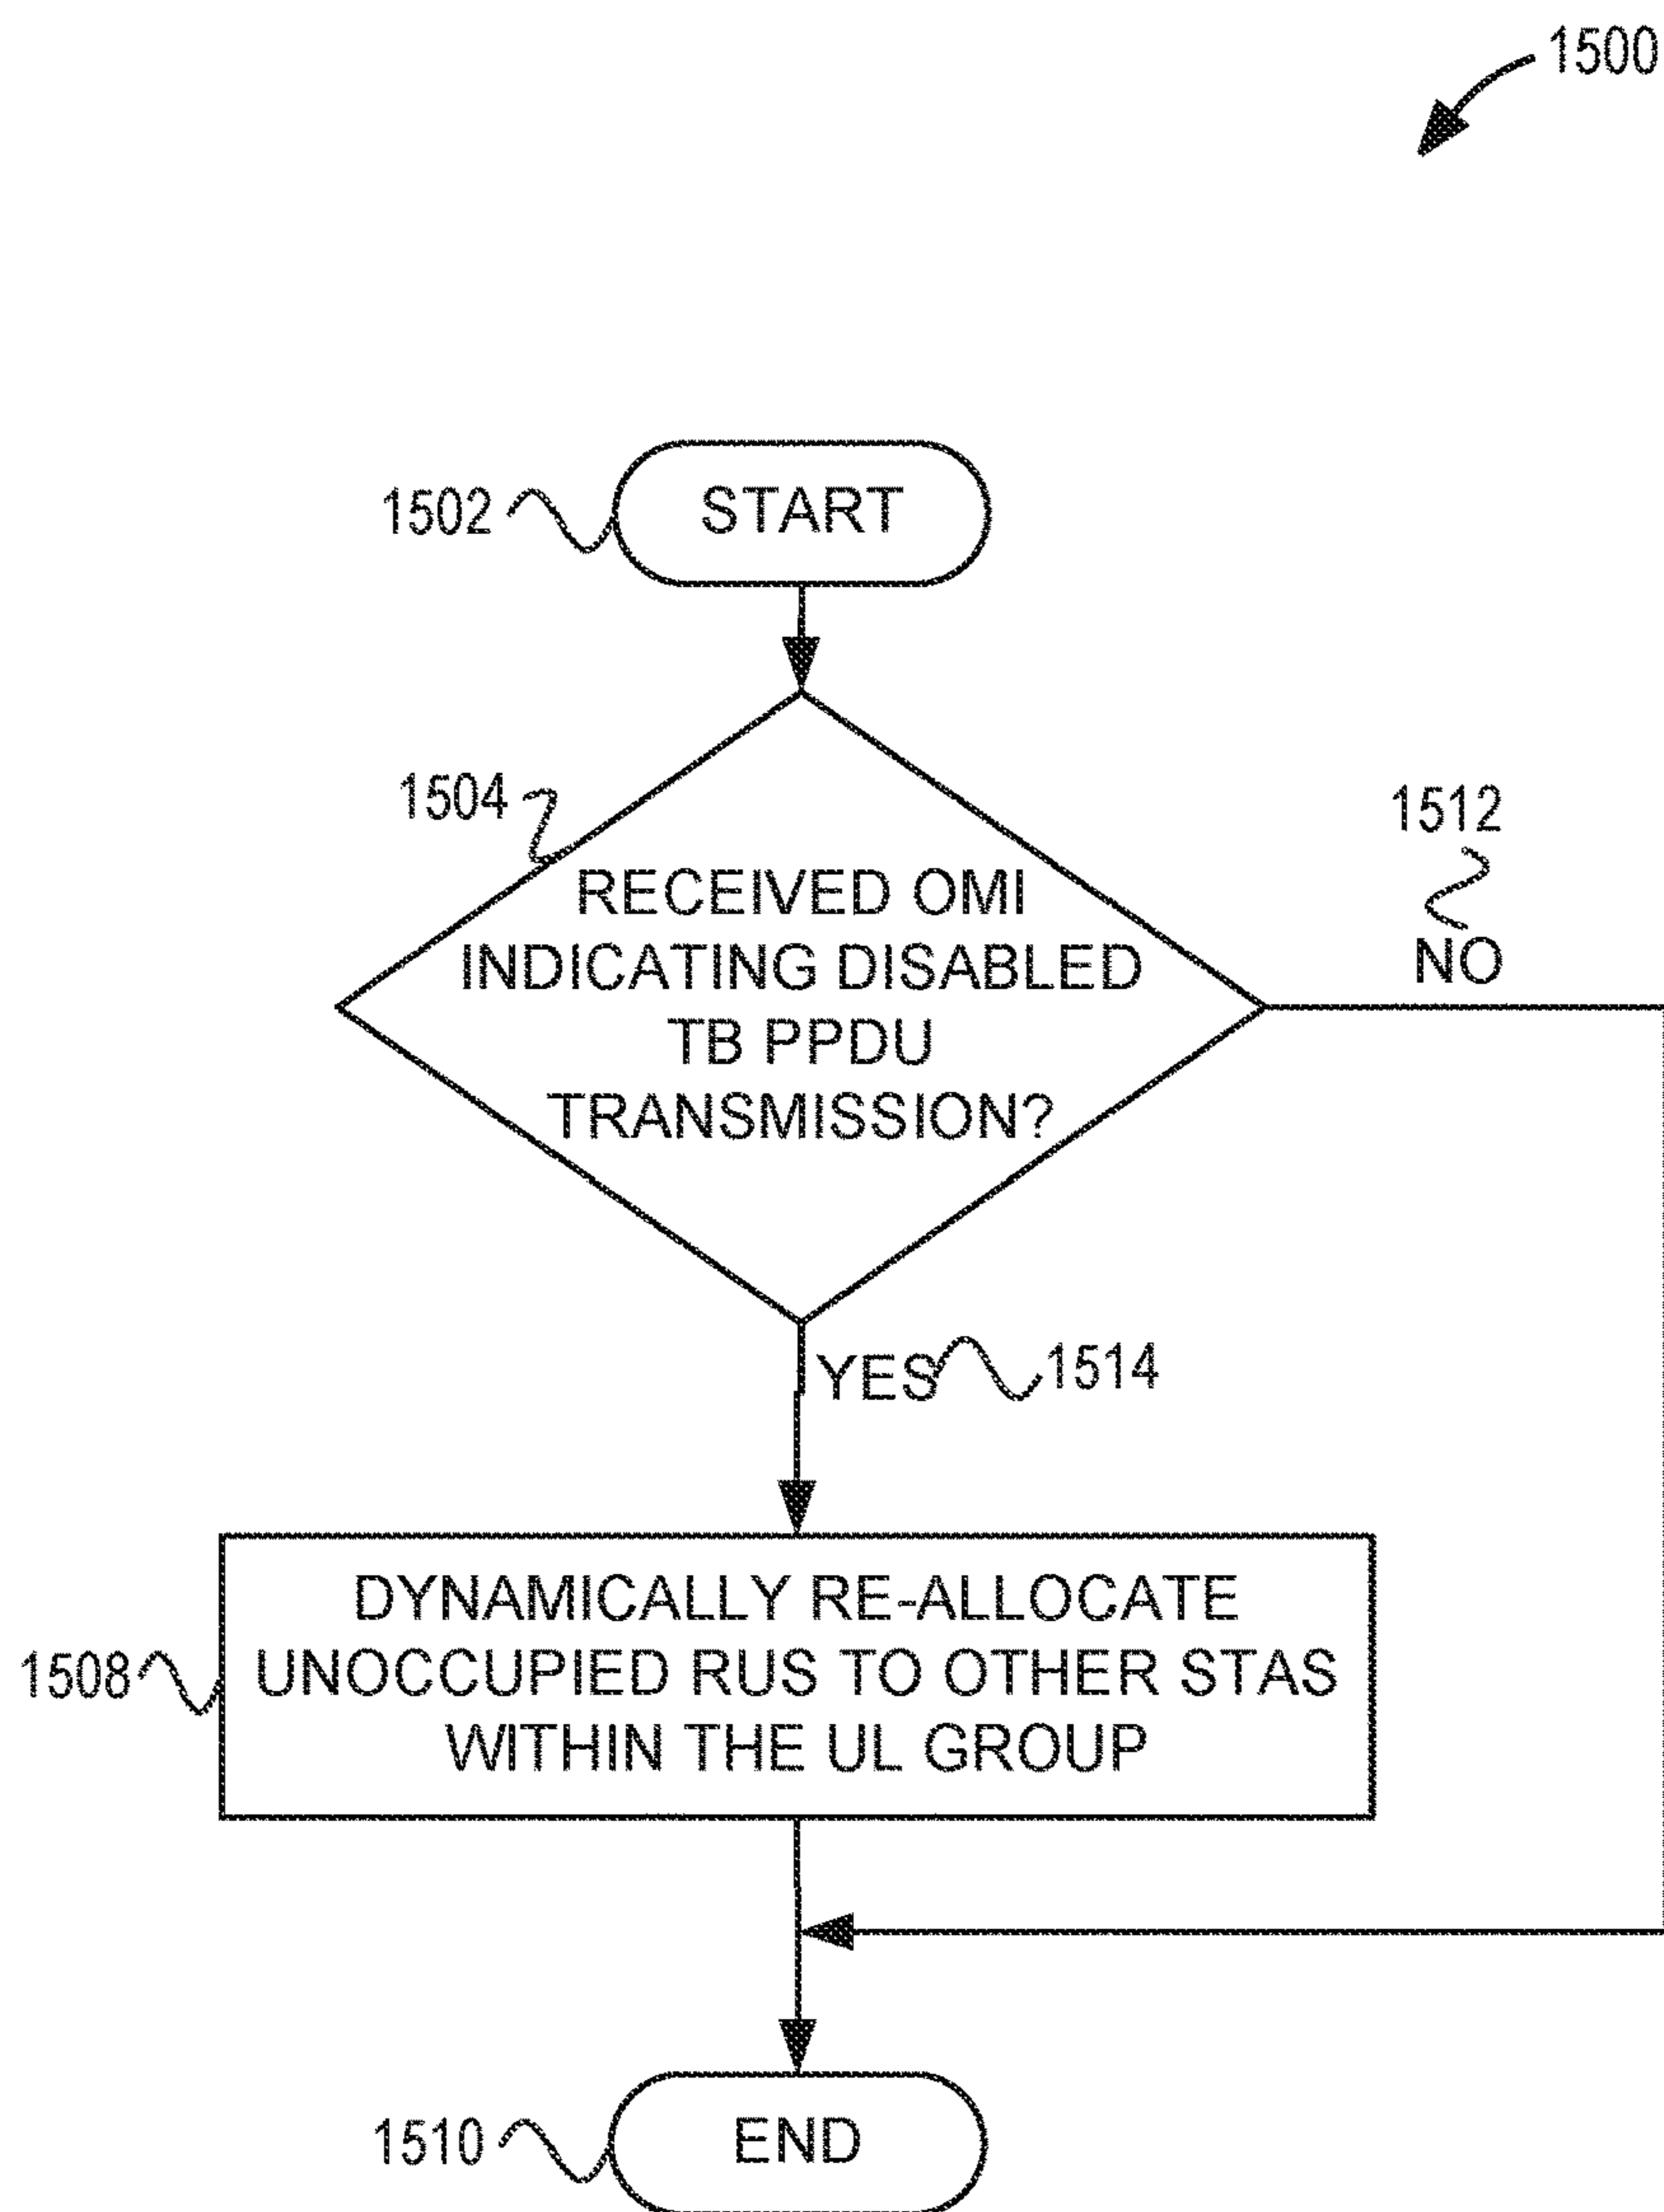 1500
1502
START
1504
1512
RECEIVED OMI
INDICATING DISABLED
TB PPDU
TRANSMISSION?
NO
YES
1514
DYNAMICALLY RE-ALLOCATE
1508
UNOCCUPIED RUS TO OTHER STAS
WITHIN THE UL GROUP
1510
END